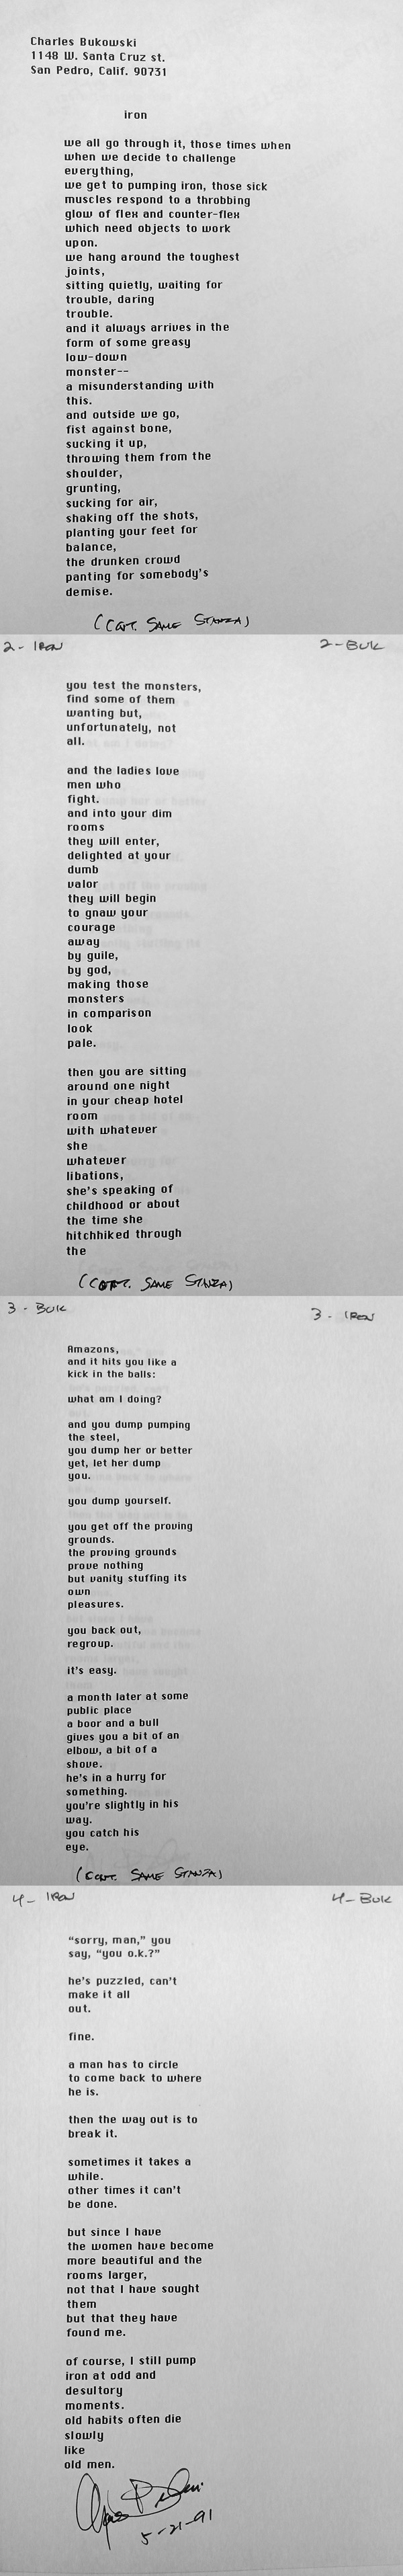 Charles Bukowski
1148 W. Santa Cruz st.
San Pedro, Calif. 90731
iron
we all go through it, those times when
when we decide to challenge
everything,
we get to pumping iron, those sick
muscles respond to a throbbing
glow of flex and counter-flex
which need objects to work
upon.
we hang around the toughest
joints,
sitting quietly, waiting for
trouble, daring
trouble.
and it always arrives in the
form of some greasy
low-down
monster--
a misunderstanding with
this.
and outside we go,
fist against bone,
sucking it up,
throwing them from the
shoulder,
grunting,
sucking for air,
shaking off the shots,
planting your feet for
balance,
the drunken crowd
panting for somebody's
demise.
(CONT. SAME STANZA)
2- IRON 2-BUK
you test the monsters,
find some of them
wanting but,
unfortunately, not
all.
and the ladies love
men who
fight.
and into your dim
rooms
they will enter,
delighted at your
dumb
valor
they will begin
to gnaw your
courage
away
by guile,
by god,
making those
monsters
in comparison
look
pale.
then you are sitting
around one night
in your cheap hotel
room
with whatever
she
whatever
libations,
she's speaking of
childhood or about
the time she
hitchhiked through
the
(CONT. SAME STANZA)
3- BUK 3- IRON
Amazons,
and it hits you like a
kick in the balls:
what am I doing?
and you dump pumping
the steel,
you dump her or better
yet, let her dump
you.
you dump yourself.
you get off the proving
grounds.
the proving grounds
prove nothing
but vanity stuffing its
own
pleasures.
you back out,
regroup.
it's easy.
a month later at some
public place
a boor and a bull
gives you a bit of an
elbow, a bit of a
shove.
he's in a hurry for
something.
you're slightly in his
way.
you catch his
eye.
(CONT. SAME STANZA)
4- IRON 4-BUK
“sorry, man,” you
say, “you o.k.?”
he's puzzled, can't
make it all
out.
fine.
a man has to circle
to come back to where
he is.
then the way out is to
break it.
sometimes it takes a
while.
other times it can't
be done.
but since I have
the women have become
more beautiful and the
rooms larger,
not that I have sought
them
but that they have
found me.
of course, I still pump
iron at odd and
desultory
moments.
old habits often die
slowly
like
old men.
5-21-91